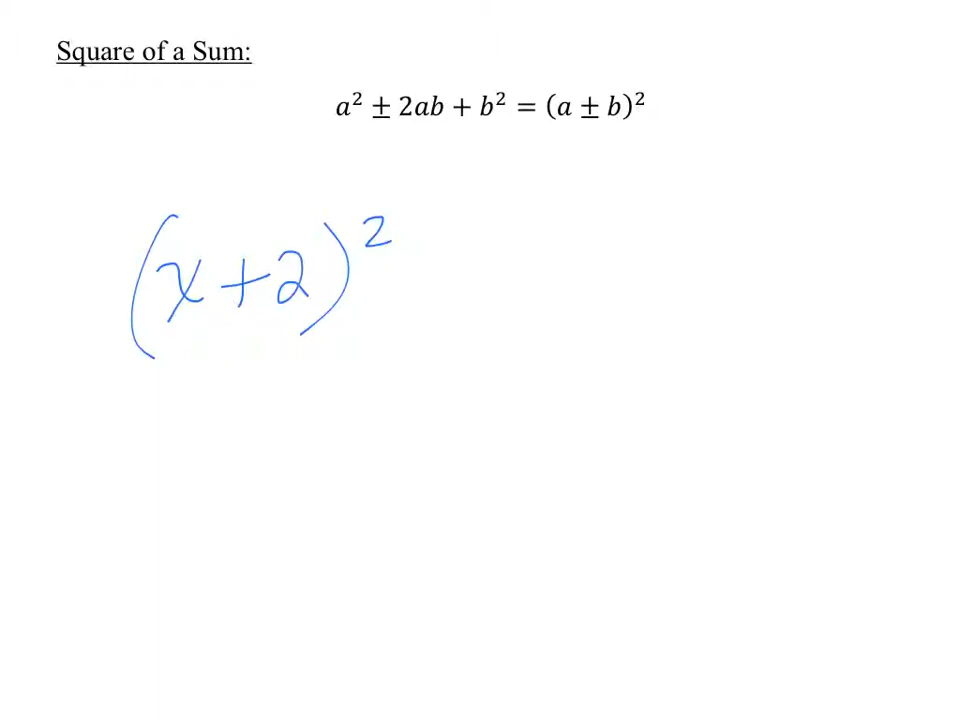 Square of a Sum:
a² ± 2ab + b² = (a ± b)²
(x+2)²